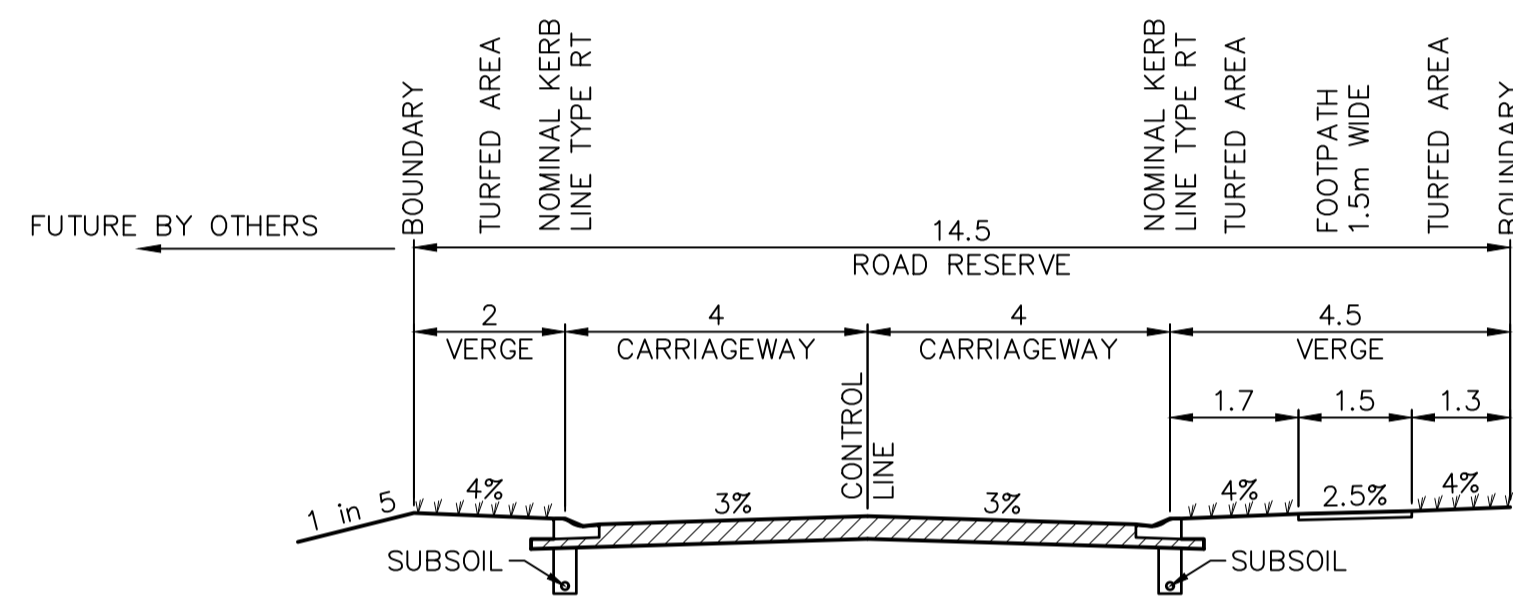 BOUNDARY
TURFED AREA
NOMINAL KERB
LINE TYPE RT
NOMINAL KERB
LINE TYPE RT
TURFED AREA
FOOTPATH
1.5m WIDE
TURFED AREA
BOUNDARY
FUTURE BY OTHERS
14.5
ROAD RESERVE
2
VERGE
4
CARRIAGEWAY
4
CARRIAGEWAY
4.5
VERGE
CONTROL
LINE
1.7
1.5
1.3
1 in 5
4%
3%
3%
4%
2.5%
4%
SUBSOIL
SUBSOIL